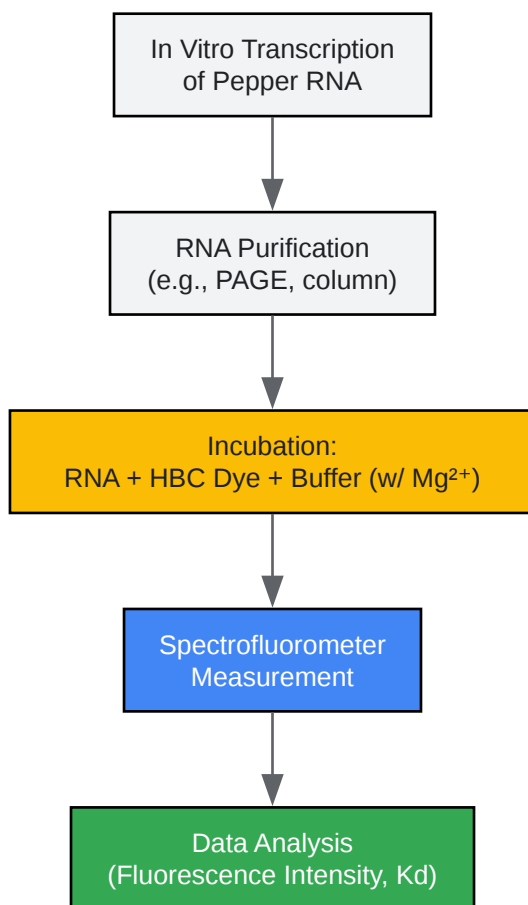 In Vitro Transcription
of Pepper RNA
RNA Purification
(e.g., PAGE, column)
Incubation:
RNA + HBC Dye + Buffer (w/ Mg²⁺)
Spectrofluorometer
Measurement
Data Analysis
(Fluorescence Intensity, Kd)